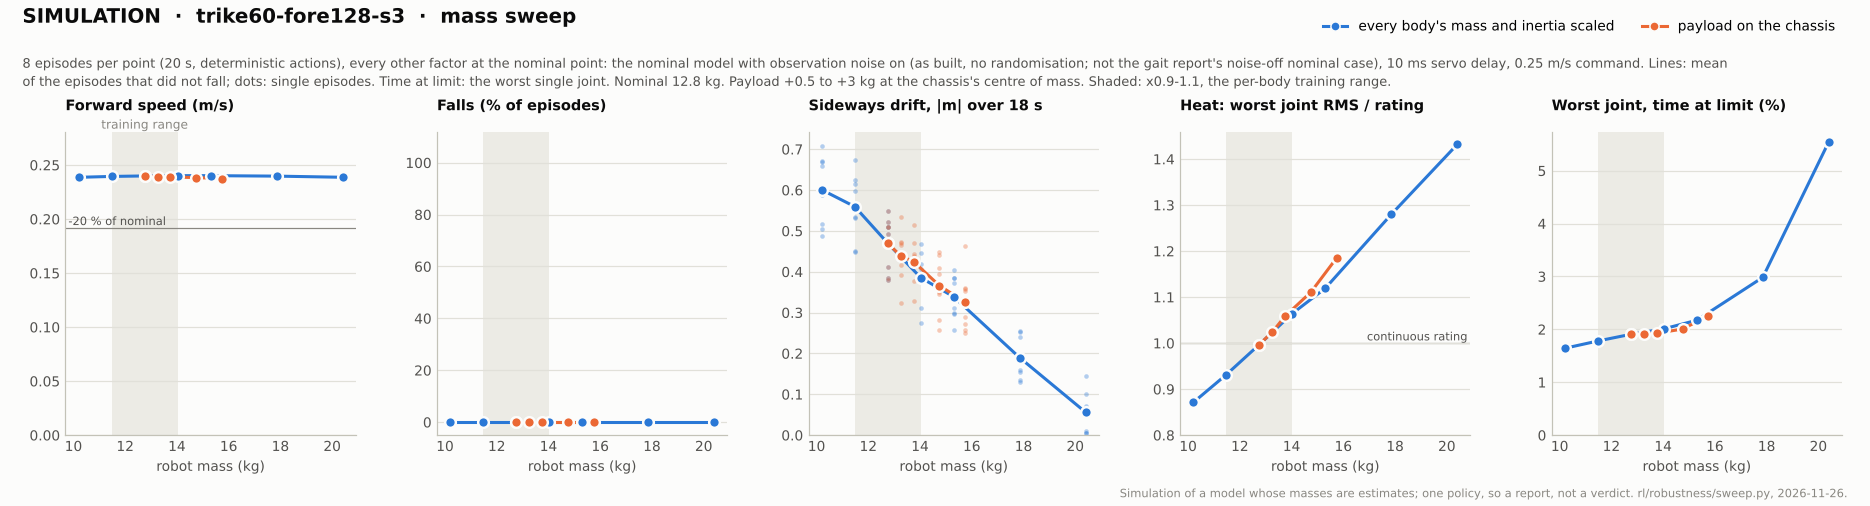 SIMULATION · trike60-fore128-s3 · mass sweep
every body's mass and inertia scaled
payload on the chassis
8 episodes per point (20 s, deterministic actions), every other factor at the nominal point: the nominal model with observation noise on (as built, no randomisation; not the gait report's noise-off nominal case), 10 ms servo delay, 0.25 m/s command. Lines: mean
of the episodes that did not fall; dots: single episodes. Time at limit: the worst single joint. Nominal 12.8 kg. Payload +0.5 to +3 kg at the chassis's centre of mass. Shaded: x0.9-1.1, the per-body training range.
Forward speed (m/s)
training range
0.25
0.20
0.15
0.10
0.05
0.00
-20 % of nominal
10 12 14 16 18 20
robot mass (kg)
Falls (% of episodes)
100
80
60
40
20
0
10 12 14 16 18 20
robot mass (kg)
Sideways drift, |m| over 18 s
0.7
0.6
0.5
0.4
0.3
0.2
0.1
0.0
10 12 14 16 18 20
robot mass (kg)
Heat: worst joint RMS / rating
1.4
1.3
1.2
1.1
1.0
0.9
0.8
continuous rating
10 12 14 16 18 20
robot mass (kg)
Worst joint, time at limit (%)
5
4
3
2
1
0
10 12 14 16 18 20
robot mass (kg)
Simulation of a model whose masses are estimates; one policy, so a report, not a verdict. rl/robustness/sweep.py, 2026-11-26.